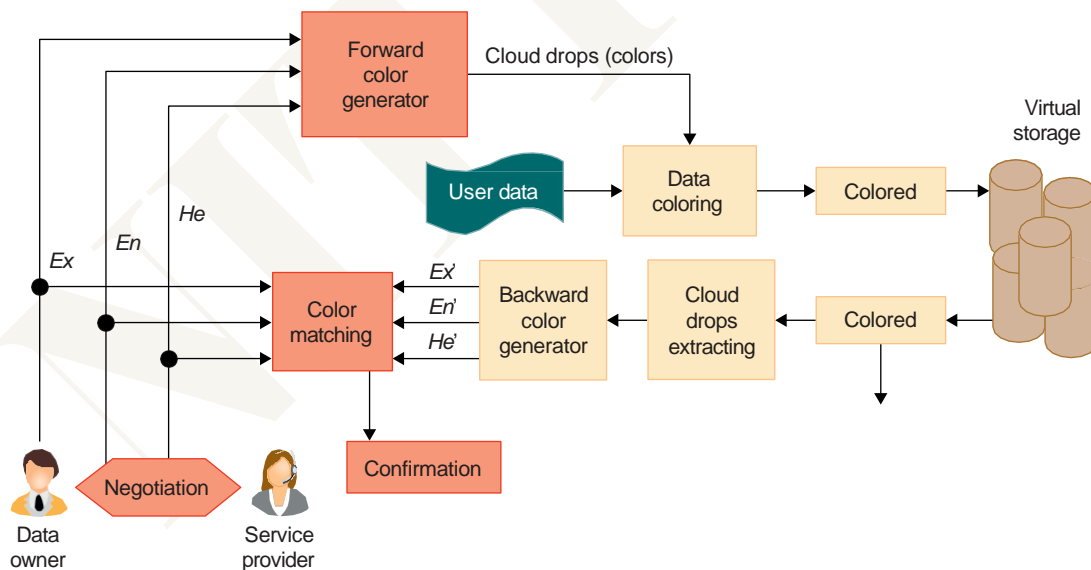 Forward
color
generator
Cloud drops (colors)
Virtual
storage
User data
Data
coloring
Colored
He
En
Ex
Color
matching
Ex’
En’
He’
Backward
color
generator
Cloud
drops
extracting
Colored
Confirmation
Negotiation
Data
owner
Service
provider